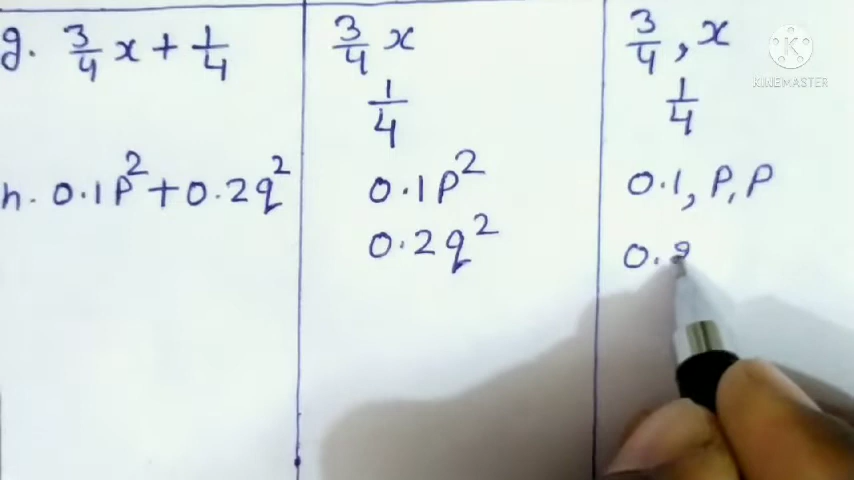 g. 3/4 x + 1/4
3/4 x
3/4, x
1/4
1/4
h. 0.1p² + 0.2q²
0.1p²
0.1, p, p
0.2q²
0.
K
KINEMASTER